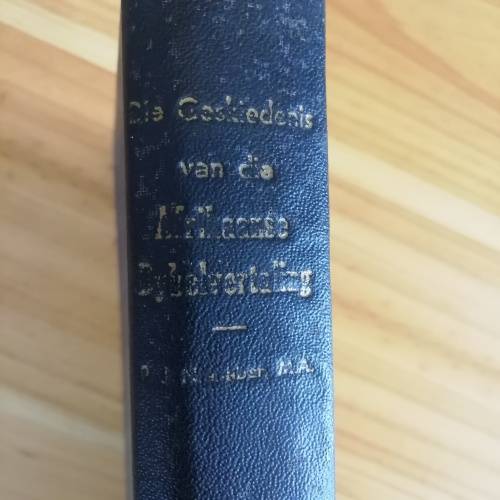 Die Geskiedenis
van die
Afrikaanse
Bybelvertaling
P. J. M.A.